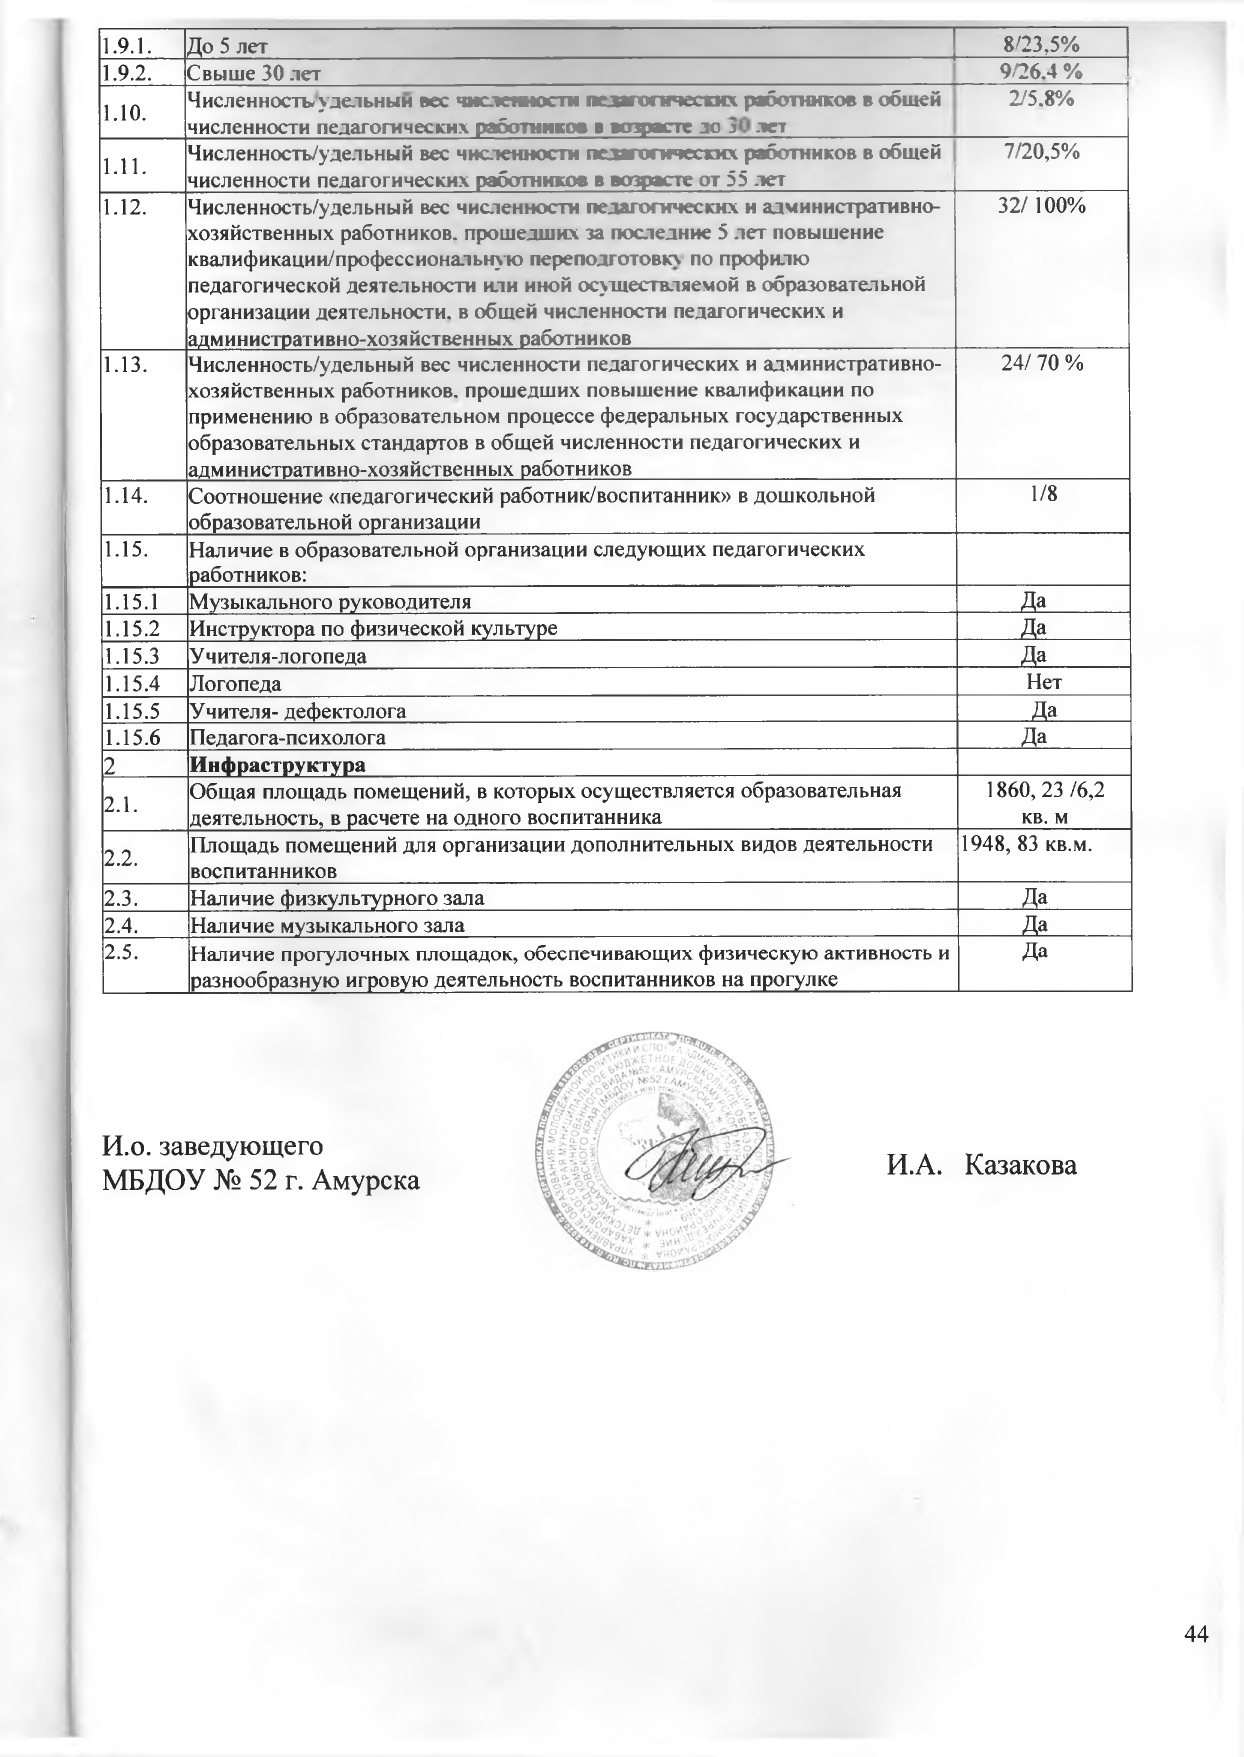 1.9.1. До 5 лет 8/23,5%
1.9.2. Свыше 30 лет 9/26,4 %
1.10. Численность/удельный вес численности педагогических работников в общей 2/5,8%
численности педагогических работников в возрасте до 30 лет
1.11. Численность/удельный вес численности педагогических работников в общей 7/20,5%
численности педагогических работников в возрасте от 55 лет
1.12. Численность/удельный вес численности педагогических и административно- 32/ 100%
хозяйственных работников, прошедших за последние 5 лет повышение
квалификации/профессиональную переподготовку по профилю
педагогической деятельности или иной осуществляемой в образовательной
организации деятельности, в общей численности педагогических и
административно-хозяйственных работников
1.13. Численность/удельный вес численности педагогических и административно- 24/ 70 %
хозяйственных работников, прошедших повышение квалификации по
применению в образовательном процессе федеральных государственных
образовательных стандартов в общей численности педагогических и
административно-хозяйственных работников
1.14. Соотношение «педагогический работник/воспитанник» в дошкольной 1/8
образовательной организации
1.15. Наличие в образовательной организации следующих педагогических
работников:
1.15.1 Музыкального руководителя Да
1.15.2 Инструктора по физической культуре Да
1.15.3 Учителя-логопеда Да
1.15.4 Логопеда Нет
1.15.5 Учителя- дефектолога Да
1.15.6 Педагога-психолога Да
2 Инфраструктура
2.1. Общая площадь помещений, в которых осуществляется образовательная 1860, 23 /6,2
деятельность, в расчете на одного воспитанника кв. м
2.2. Площадь помещений для организации дополнительных видов деятельности 1948, 83 кв.м.
воспитанников
2.3. Наличие физкультурного зала Да
2.4. Наличие музыкального зала Да
2.5. Наличие прогулочных площадок, обеспечивающих физическую активность и Да
разнообразную игровую деятельность воспитанников на прогулке
И.о. заведующего
МБДОУ № 52 г. Амурска
И.А. Казакова
44